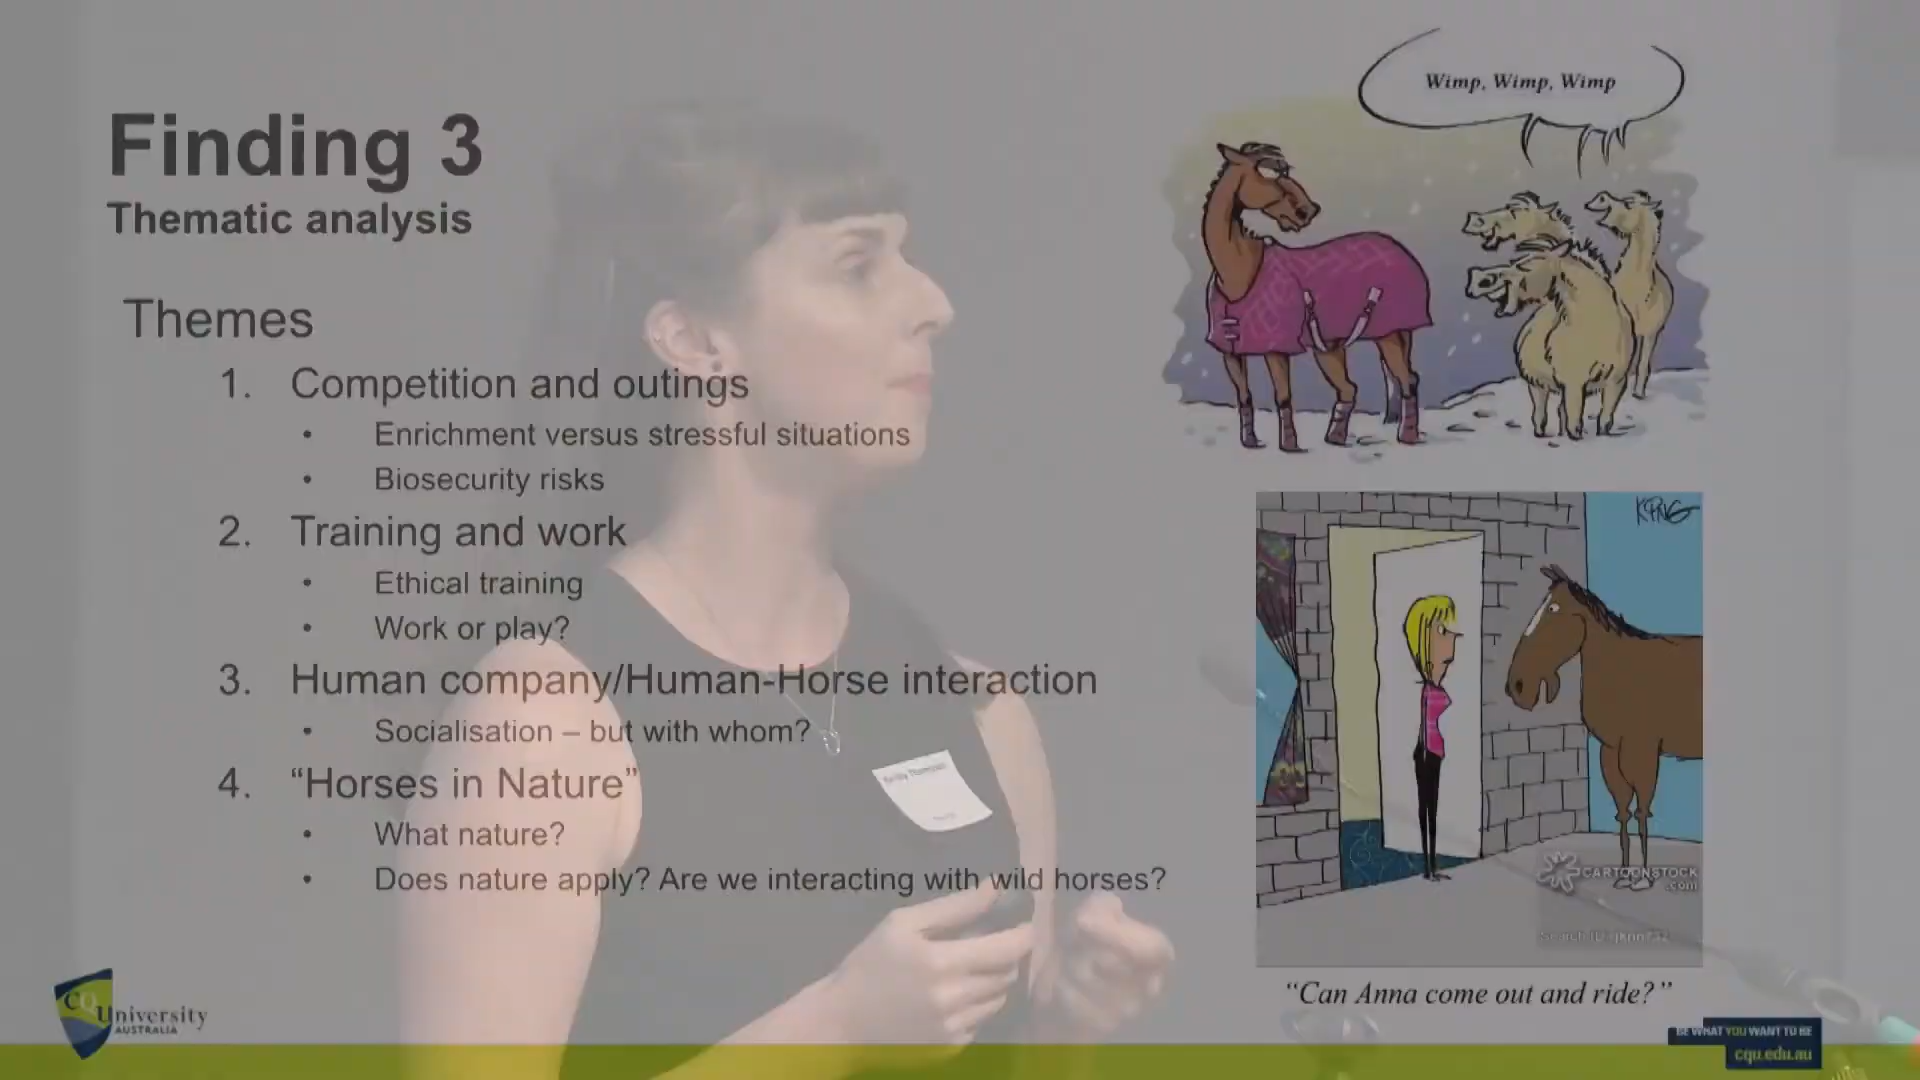 Finding 3
Thematic analysis
Themes
1. Competition and outings
• Enrichment versus stressful situations
• Biosecurity risks
2. Training and work
• Ethical training
• Work or play?
3. Human company/Human-Horse interaction
• Socialisation – but with whom?
4. “Horses in Nature”
• What nature?
• Does nature apply? Are we interacting with wild horses?
Wimp, Wimp, Wimp
KING
CARTOONSTOCK
.com
Search ID:
“Can Anna come out and ride?”
CQUniversity
AUSTRALIA
BE WHAT YOU WANT TO BE
cqu.edu.au